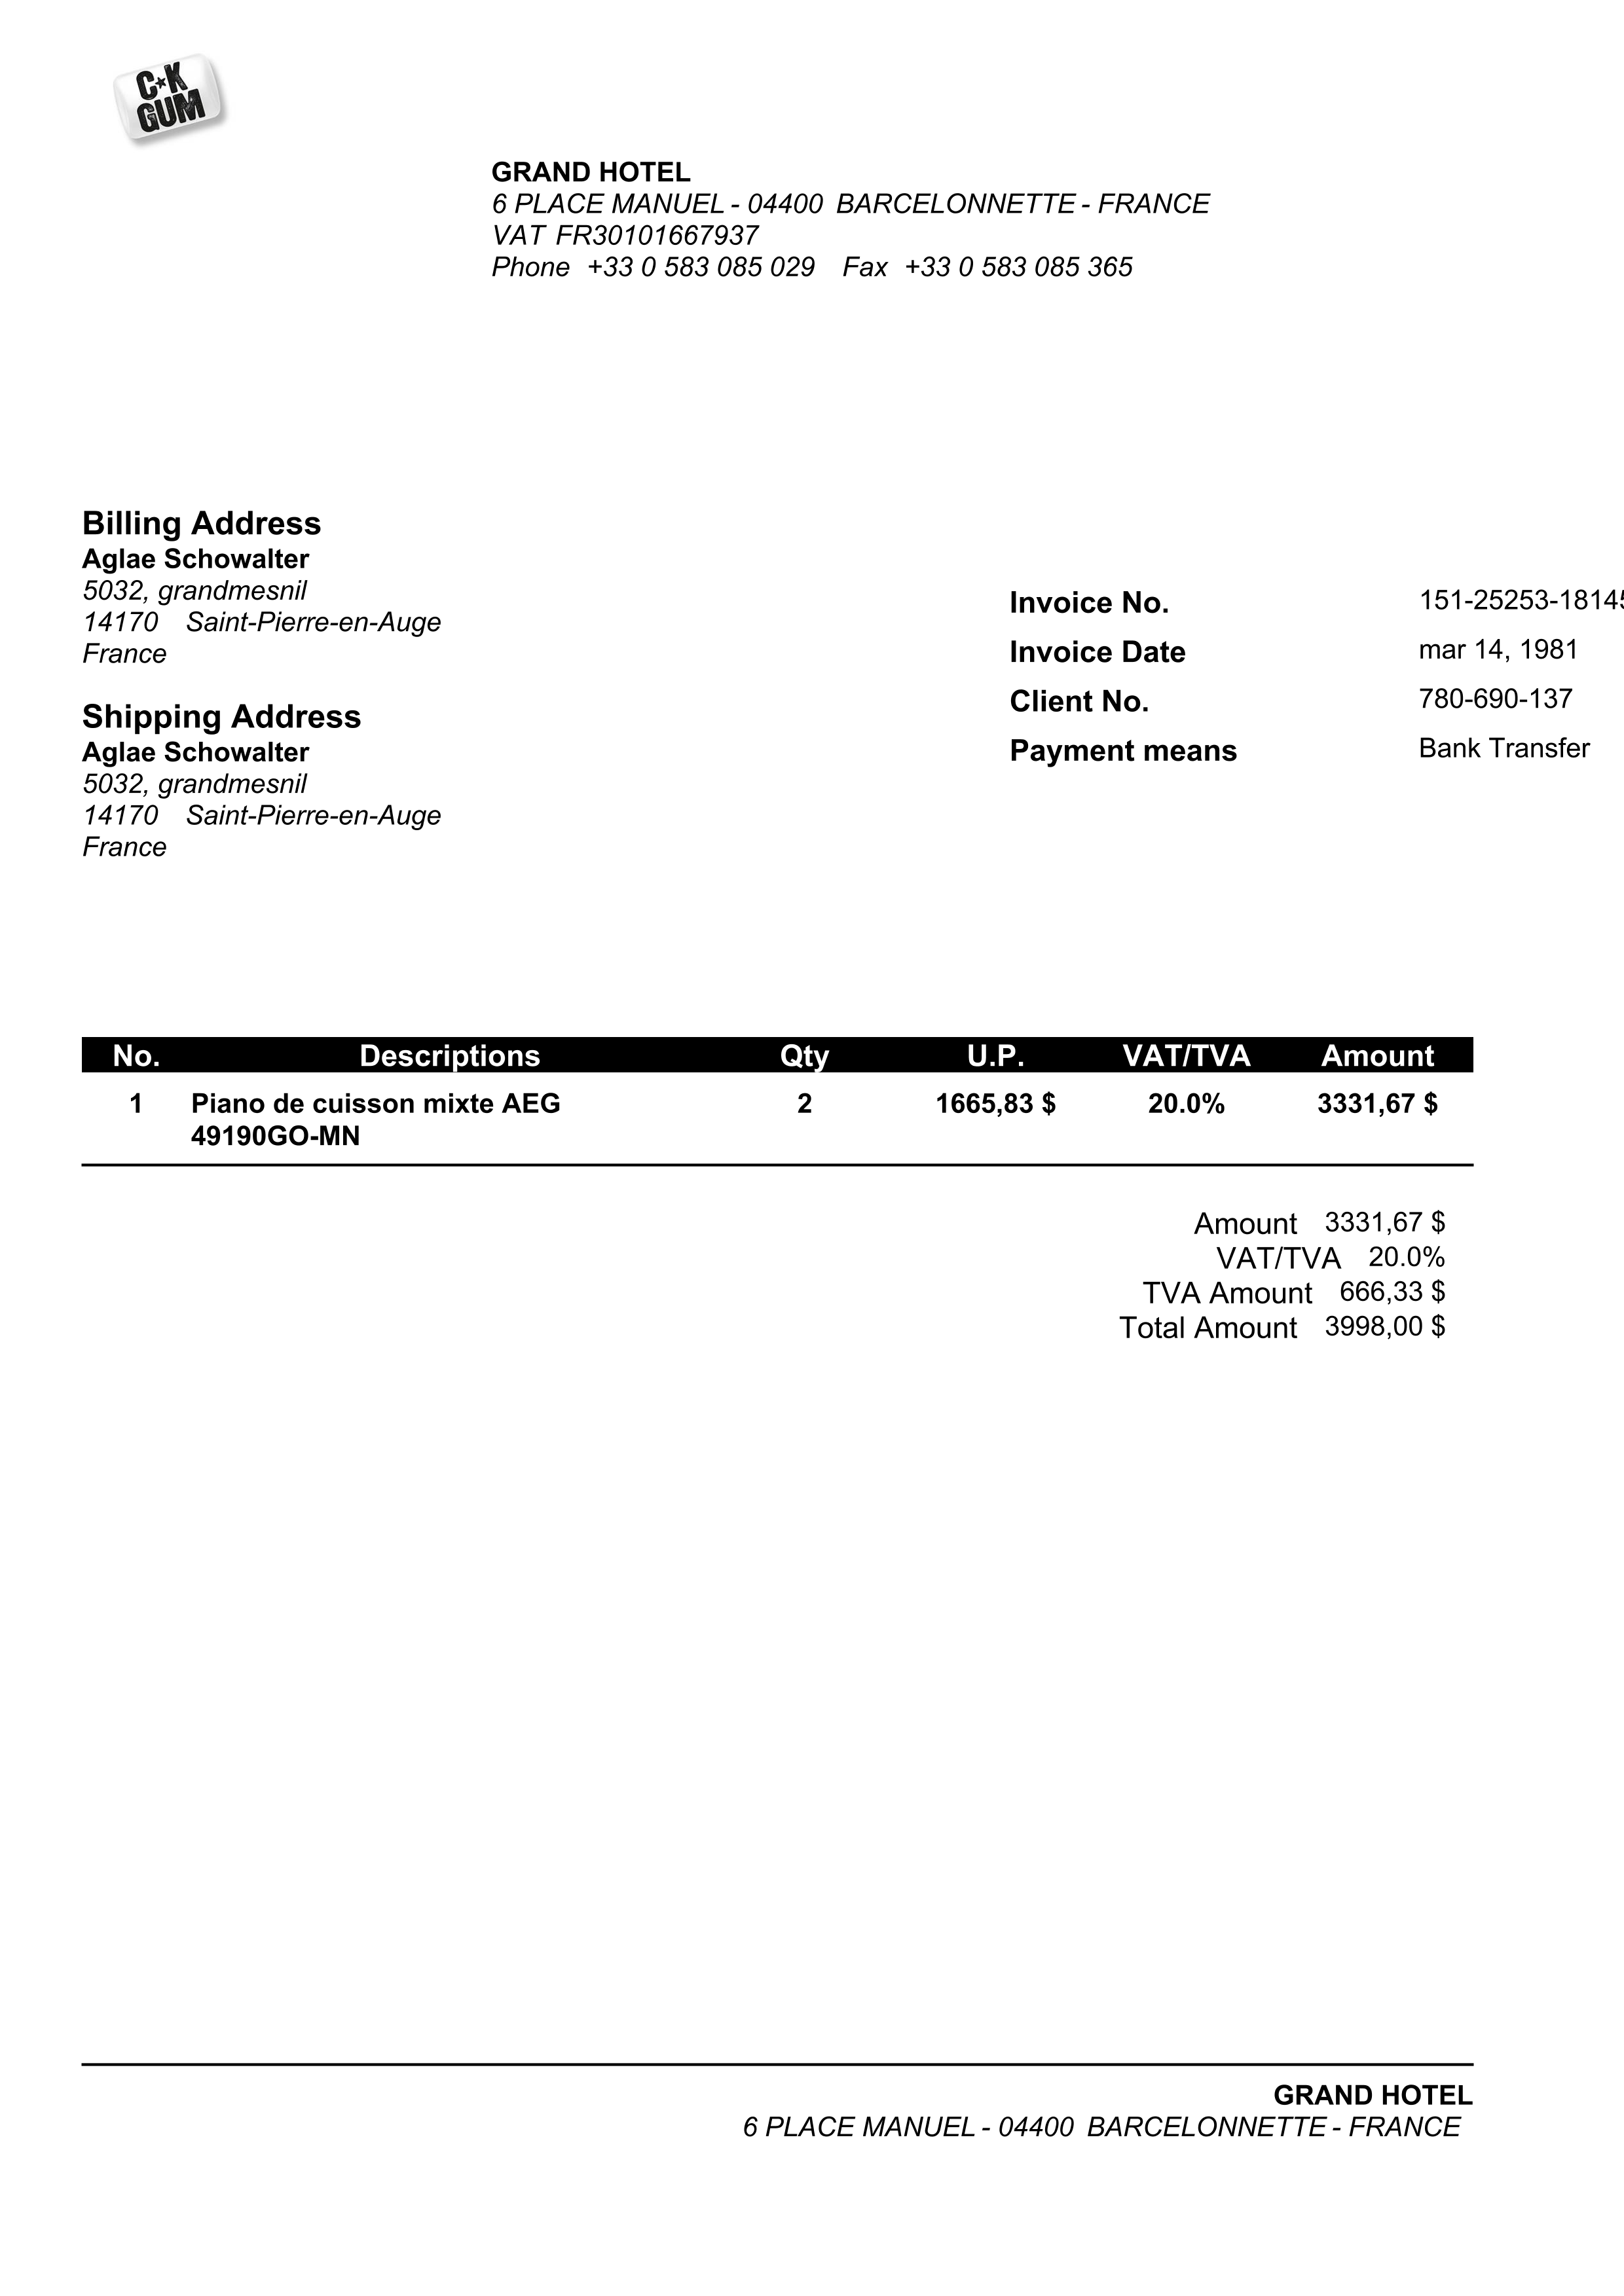 C★K
GUM
GRAND HOTEL
6 PLACE MANUEL - 04400 BARCELONNETTE - FRANCE
VAT FR30101667937
Phone +33 0 583 085 029 Fax +33 0 583 085 365
Billing Address
Aglae Schowalter
5032, grandmesnil
14170 Saint-Pierre-en-Auge
France
Shipping Address
Aglae Schowalter
5032, grandmesnil
14170 Saint-Pierre-en-Auge
France
Invoice No. 151-25253-18145
Invoice Date mar 14, 1981
Client No. 780-690-137
Payment means Bank Transfer
No. Descriptions Qty U.P. VAT/TVA Amount
1 Piano de cuisson mixte AEG 2 1665,83 $ 20.0% 3331,67 $
49190GO-MN
Amount 3331,67 $
VAT/TVA 20.0%
TVA Amount 666,33 $
Total Amount 3998,00 $
GRAND HOTEL
6 PLACE MANUEL - 04400 BARCELONNETTE - FRANCE